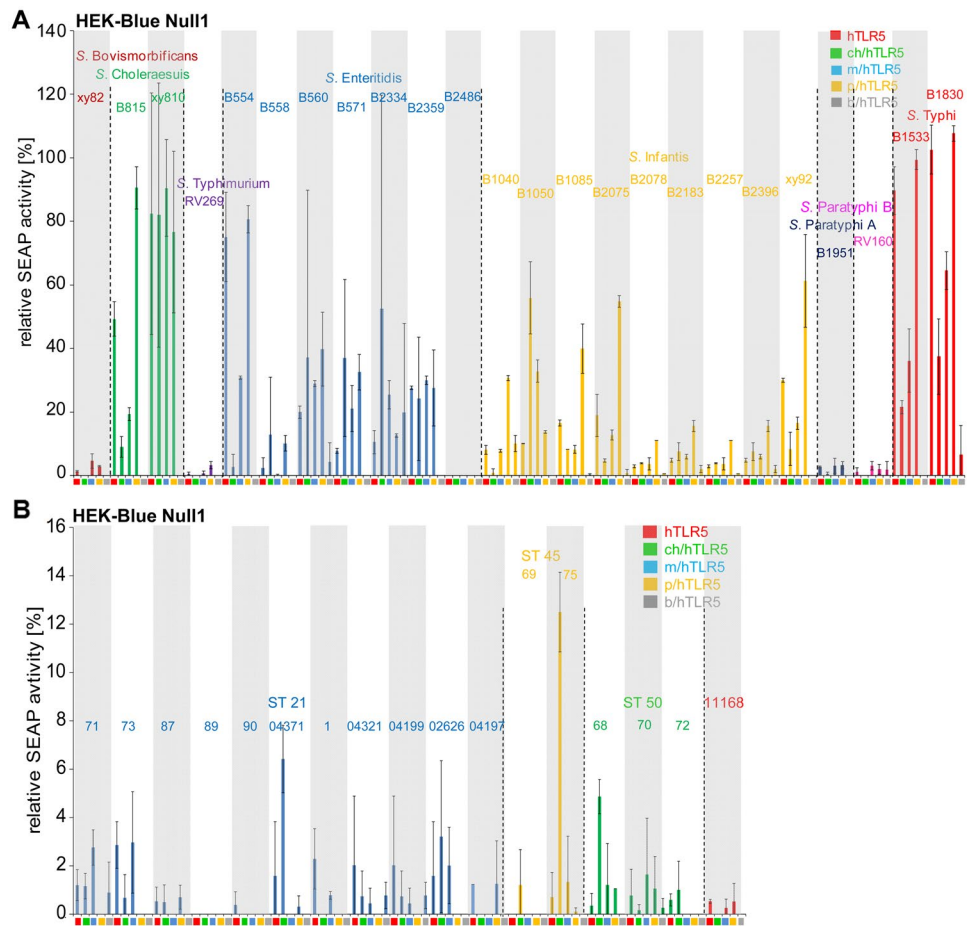 A
HEK-Blue Null1
relative SEAP activity [%]
140
120
100
80
60
40
20
0
S. Bovismorbificans
xy82
S. Choleraesuis
B815
xy810
S. Typhimurium
RV269
S. Enteritidis
B554
B558
B560
B571
B2334
B2359
B2486
S. Infantis
B1040
B1050
B1085
B2075
B2078
B2183
B2257
B2396
xy92
S. Paratyphi A
B1951
S. Paratyphi B
RV160
S. Typhi
B1533
B1830
hTLR5
ch/hTLR5
m/hTLR5
p/hTLR5
b/hTLR5
B
HEK-Blue Null1
relative SEAP avtivity [%]
16
14
12
10
8
6
4
2
0
ST 21
71
73
87
89
90
04371
1
04321
04199
02626
04197
ST 45
69
75
ST 50
68
70
72
11168
hTLR5
ch/hTLR5
m/hTLR5
p/hTLR5
b/hTLR5